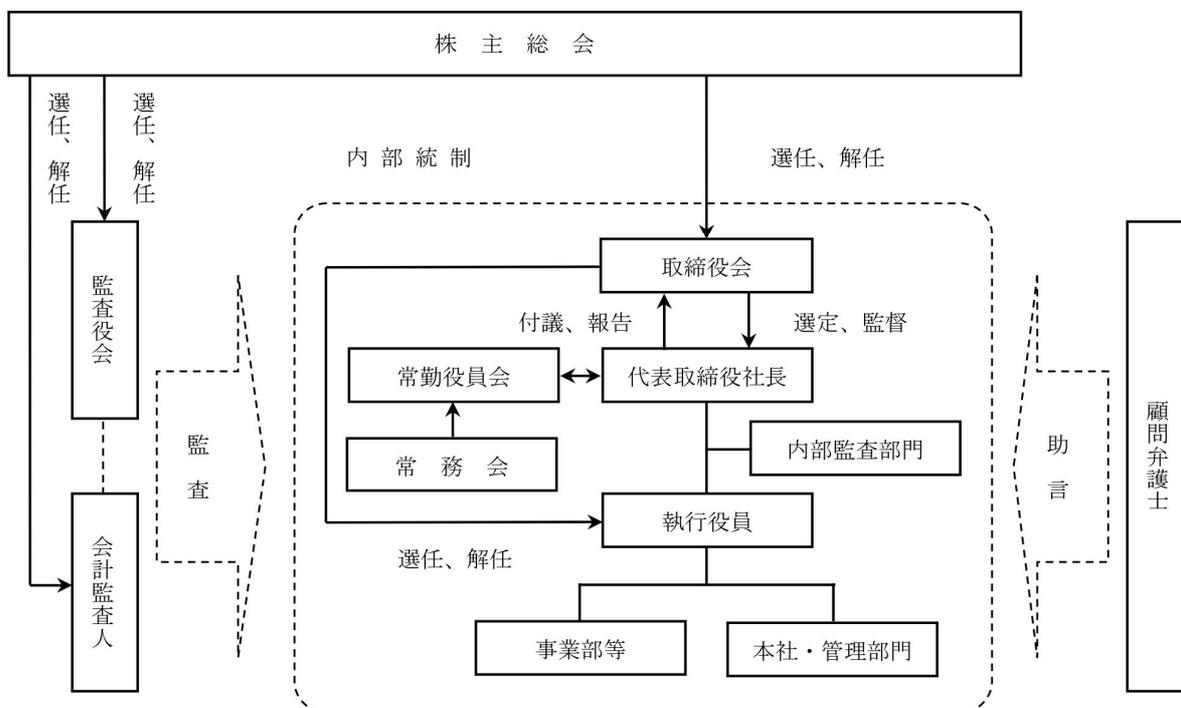 株 主 総 会
選任、解任
選任、解任
内 部 統 制
選任、解任
監査役会
取締役会
付議、報告
選定、監督
常勤役員会
代表取締役社長
常 務 会
内部監査部門
監 査
助 言
顧問弁護士
会計監査人
執行役員
選任、解任
事業部等
本社・管理部門